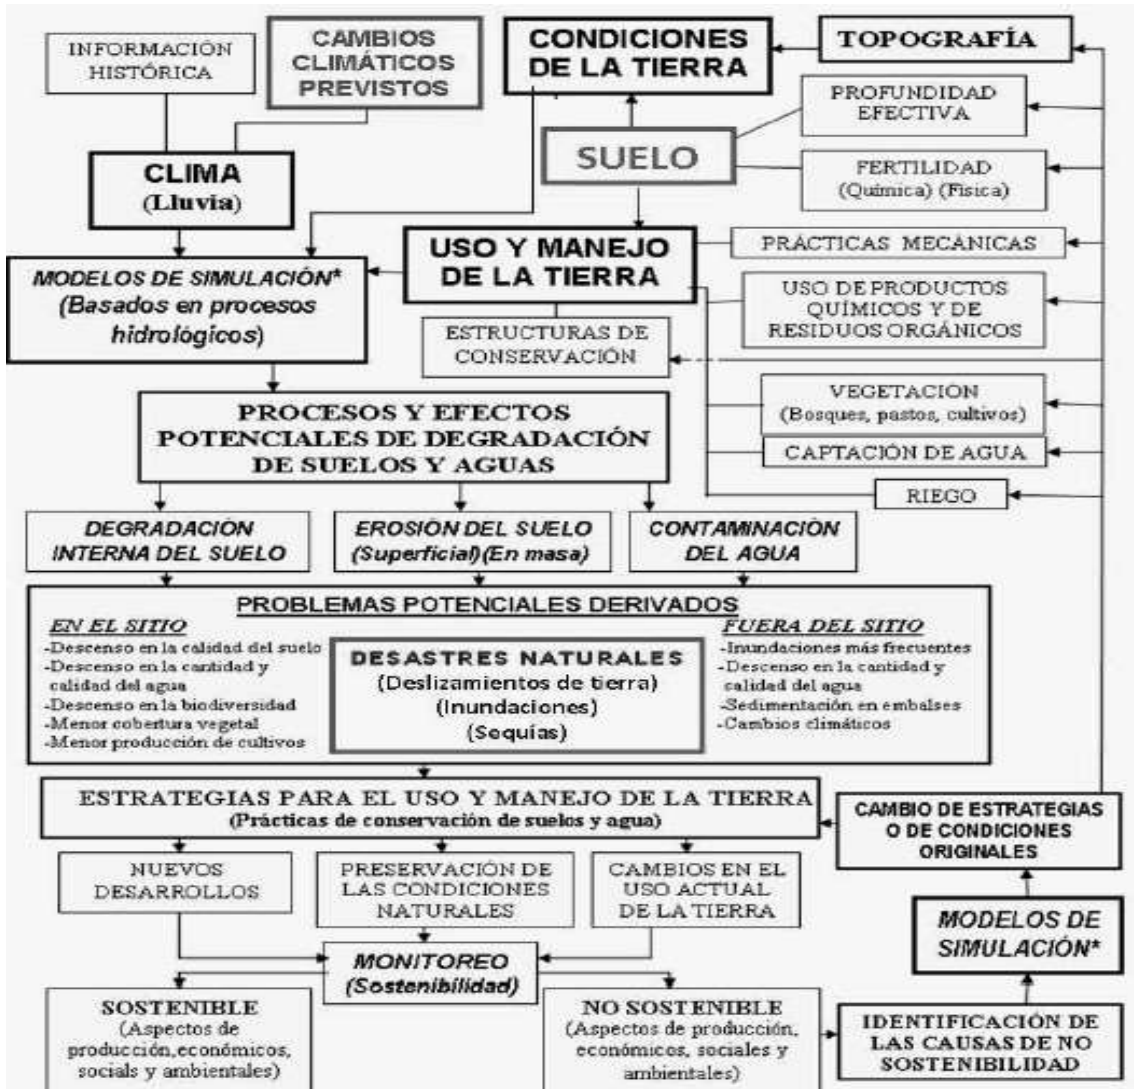 INFORMACIÓN
HISTÓRICA
CAMBIOS
CLIMÁTICOS
PREVISTOS
CONDICIONES
DE LA TIERRA
TOPOGRAFÍA
PROFUNDIDAD
EFECTIVA
SUELO
FERTILIDAD
(Química) (Física)
CLIMA
(Lluvia)
USO Y MANEJO
DE LA TIERRA
PRÁCTICAS MECÁNICAS
MODELOS DE SIMULACIÓN*
(Basados en procesos
hidrológicos)
USO DE PRODUCTOS
QUÍMICOS Y DE
RESIDUOS ORGÁNICOS
ESTRUCTURAS DE
CONSERVACIÓN
VEGETACIÓN
(Bosques, pastos, cultivos)
PROCESOS Y EFECTOS
POTENCIALES DE DEGRADACIÓN
DE SUELOS Y AGUAS
CAPTACIÓN DE AGUA
RIEGO
DEGRADACIÓN
INTERNA DEL SUELO
EROSIÓN DEL SUELO
(Superficial)(En masa)
CONTAMINACIÓN
DEL AGUA
PROBLEMAS POTENCIALES DERIVADOS
EN EL SITIO
-Descenso en la calidad del suelo
-Descenso en la cantidad y
calidad del agua
-Descenso en la biodiversidad
-Menor cobertura vegetal
-Menor producción de cultivos
DESASTRES NATURALES
(Deslizamientos de tierra)
(Inundaciones)
(Sequías)
FUERA DEL SITIO
-Inundaciones más frecuentes
-Descenso en la cantidad y
calidad del agua
-Sedimentación en embalses
-Cambios climáticos
ESTRATEGIAS PARA EL USO Y MANEJO DE LA TIERRA
(Prácticas de conservación de suelos y agua)
CAMBIO DE ESTRATEGIAS
O DE CONDICIONES
ORIGINALES
NUEVOS
DESARROLLOS
PRESERVACIÓN DE
LAS CONDICIONES
NATURALES
CAMBIOS EN EL
USO ACTUAL
DE LA TIERRA
MODELOS DE
SIMULACIÓN*
MONITOREO
(Sostenibilidad)
SOSTENIBLE
(Aspectos de
producción,económicos,
socials y ambientales)
NO SOSTENIBLE
(Aspectos de producción,
económicos, sociales y
ambientales)
IDENTIFICACIÓN DE
LAS CAUSAS DE NO
SOSTENIBILIDAD